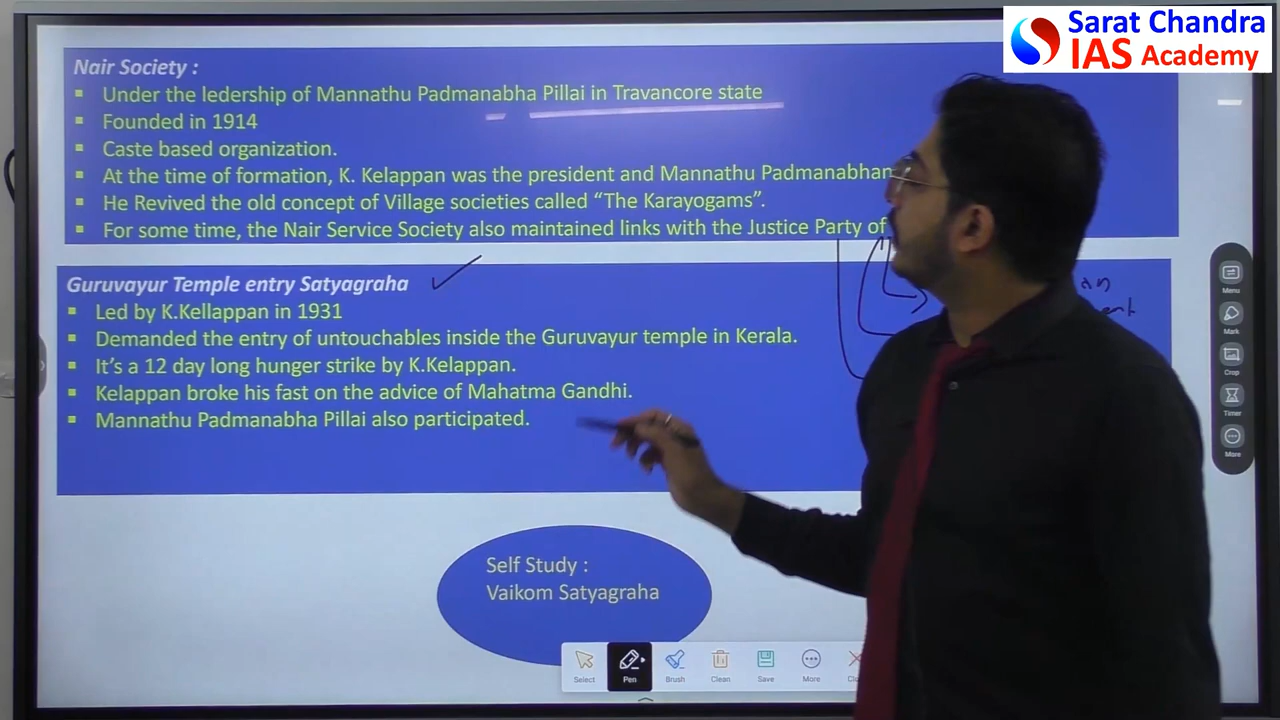 Sarat Chandra
IAS Academy
Nair Society :
▪ Under the ledership of Mannathu Padmanabha Pillai in Travancore state
▪ Founded in 1914
▪ Caste based organization.
▪ At the time of formation, K. Kelappan was the president and Mannathu Padmanabhan
▪ He Revived the old concept of Village societies called “The Karayogams”.
▪ For some time, the Nair Service Society also maintained links with the Justice Party of
Guruvayur Temple entry Satyagraha
▪ Led by K.Kellappan in 1931
▪ Demanded the entry of untouchables inside the Guruvayur temple in Kerala.
▪ It’s a 12 day long hunger strike by K.Kelappan.
▪ Kelappan broke his fast on the advice of Mahatma Gandhi.
▪ Mannathu Padmanabha Pillai also participated.
Self Study :
Vaikom Satyagraha
Menu
Mark
Crop
Timer
More
Select
Pen
Brush
Clean
Save
More